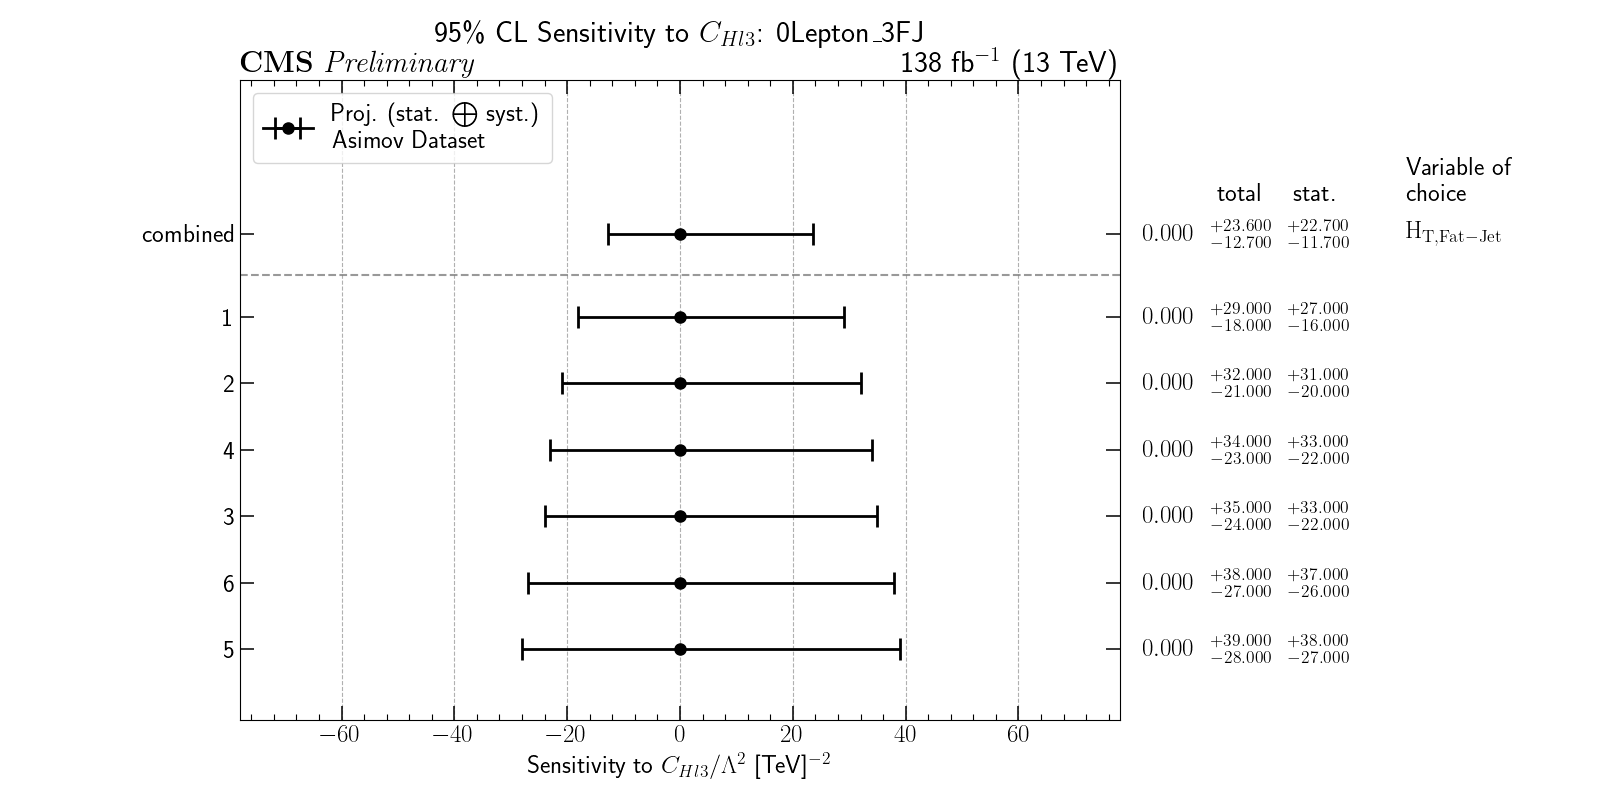 95% CL Sensitivity to C_{Hl3}: 0Lepton_3FJ
CMS Preliminary 138 fb^{−1} (13 TeV)
Proj. (stat. ⨁ syst.)
Asimov Dataset
Variable of
total stat. choice
combined 0.000 +23.600 −12.700 +22.700 −11.700 H_{T,Fat−Jet}
1 0.000 +29.000 −18.000 +27.000 −16.000
2 0.000 +32.000 −21.000 +31.000 −20.000
4 0.000 +34.000 −23.000 +33.000 −22.000
3 0.000 +35.000 −24.000 +33.000 −22.000
6 0.000 +38.000 −27.000 +37.000 −26.000
5 0.000 +39.000 −28.000 +38.000 −27.000
−60 −40 −20 0 20 40 60
Sensitivity to C_{Hl3}/Λ^{2} [TeV]^{−2}